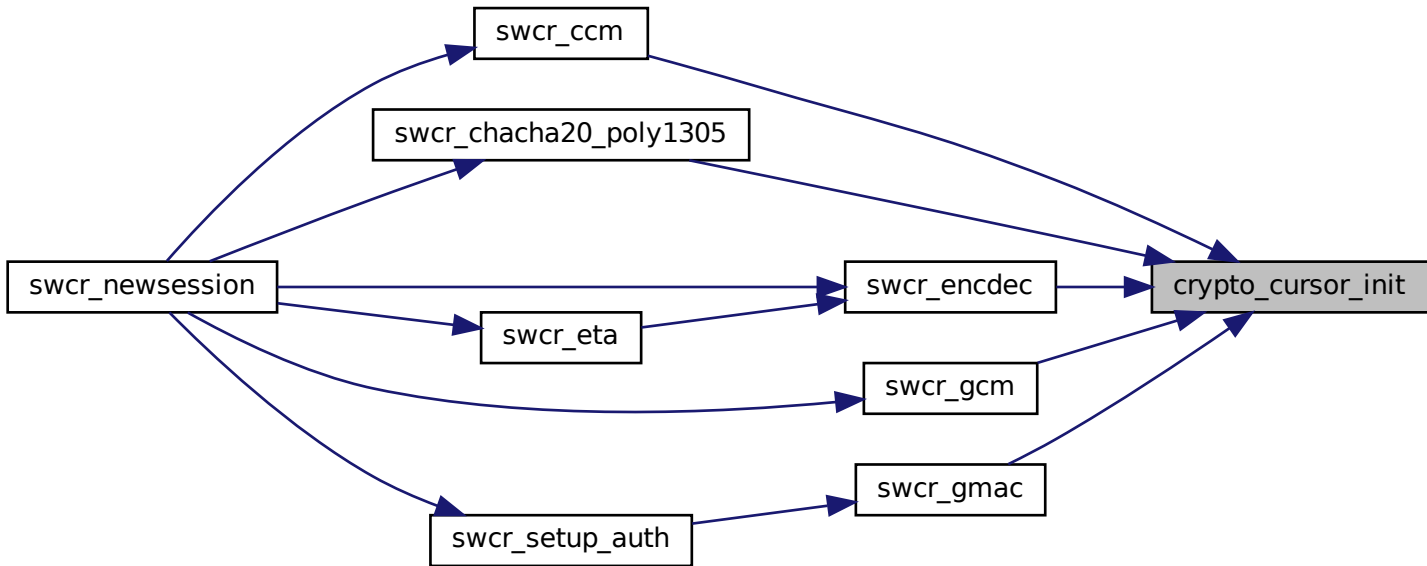 swcr_ccm
swcr_chacha20_poly1305
swcr_newsession
swcr_encdec
crypto_cursor_init
swcr_eta
swcr_gcm
swcr_gmac
swcr_setup_auth